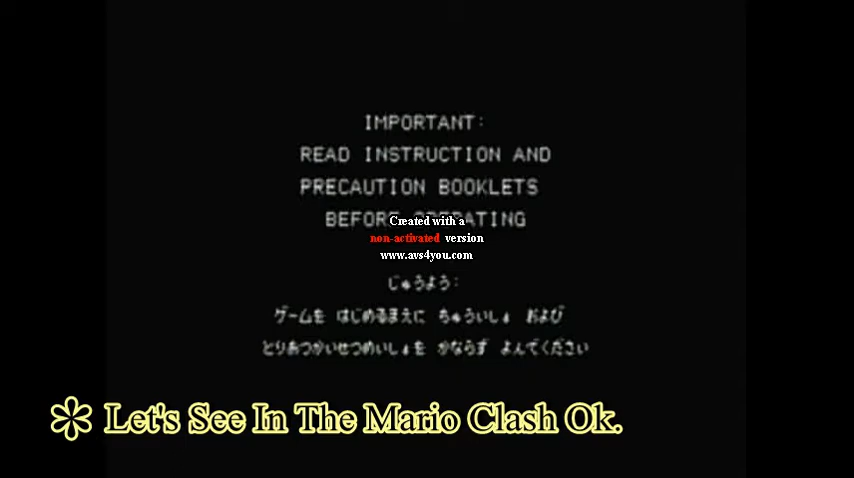 IMPORTANT:
READ INSTRUCTION AND
PRECAUTION BOOKLETS
BEFORE OPERATING
Created with a
non-activated version
www.avs4you.com
じゅうよう:
ゲームを はじめるまえに ちゅういしょ および
とりあつかいせつめいしょを かならず よんでください
Let's See In The Mario Clash Ok.